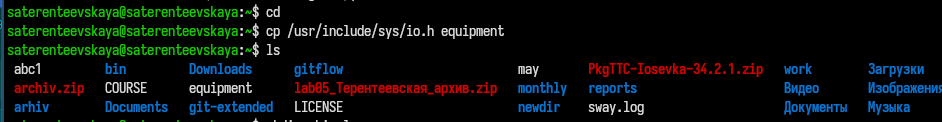 saterenteevskaya@saterenteevskaya:~$ cd
saterenteevskaya@saterenteevskaya:~$ cp /usr/include/sys/io.h equipment
saterenteevskaya@saterenteevskaya:~$ ls
abc1 bin Downloads gitflow may PkgTTC-Iosevka-34.2.1.zip work Загрузки
archiv.zip COURSE equipment lab05_Терентеевская_архив.zip monthly reports Видео Изображения
arhiv Documents git-extended LICENSE newdir sway.log Документы Музыка